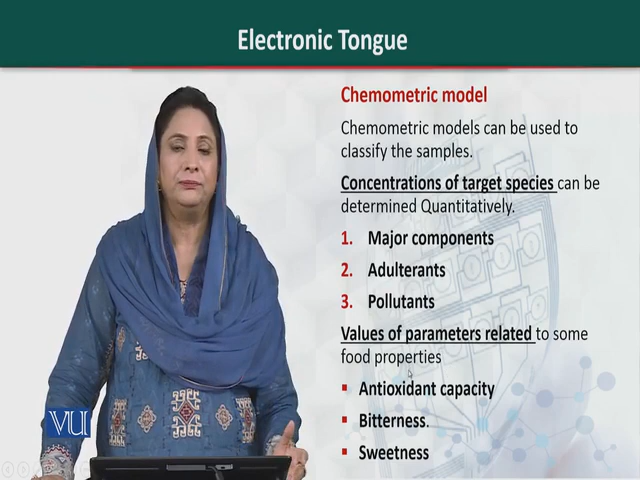 Electronic Tongue
Chemometric model
Chemometric models can be used to
classify the samples.
Concentrations of target species can be
determined Quantitatively.
1. Major components
2. Adulterants
3. Pollutants
Values of parameters related to some
food properties
▪ Antioxidant capacity
▪ Bitterness.
▪ Sweetness
VU